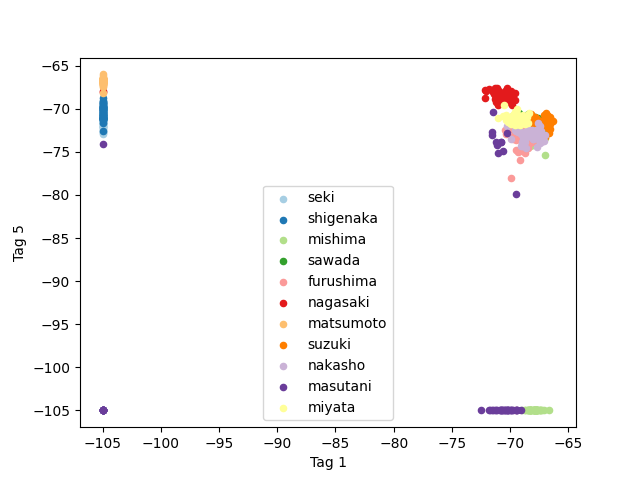 −65
−70
−75
−80
−85
−90
−95
−100
−105
Tag 5
seki
shigenaka
mishima
sawada
furushima
nagasaki
matsumoto
suzuki
nakasho
masutani
miyata
−105 −100 −95 −90 −85 −80 −75 −70 −65
Tag 1